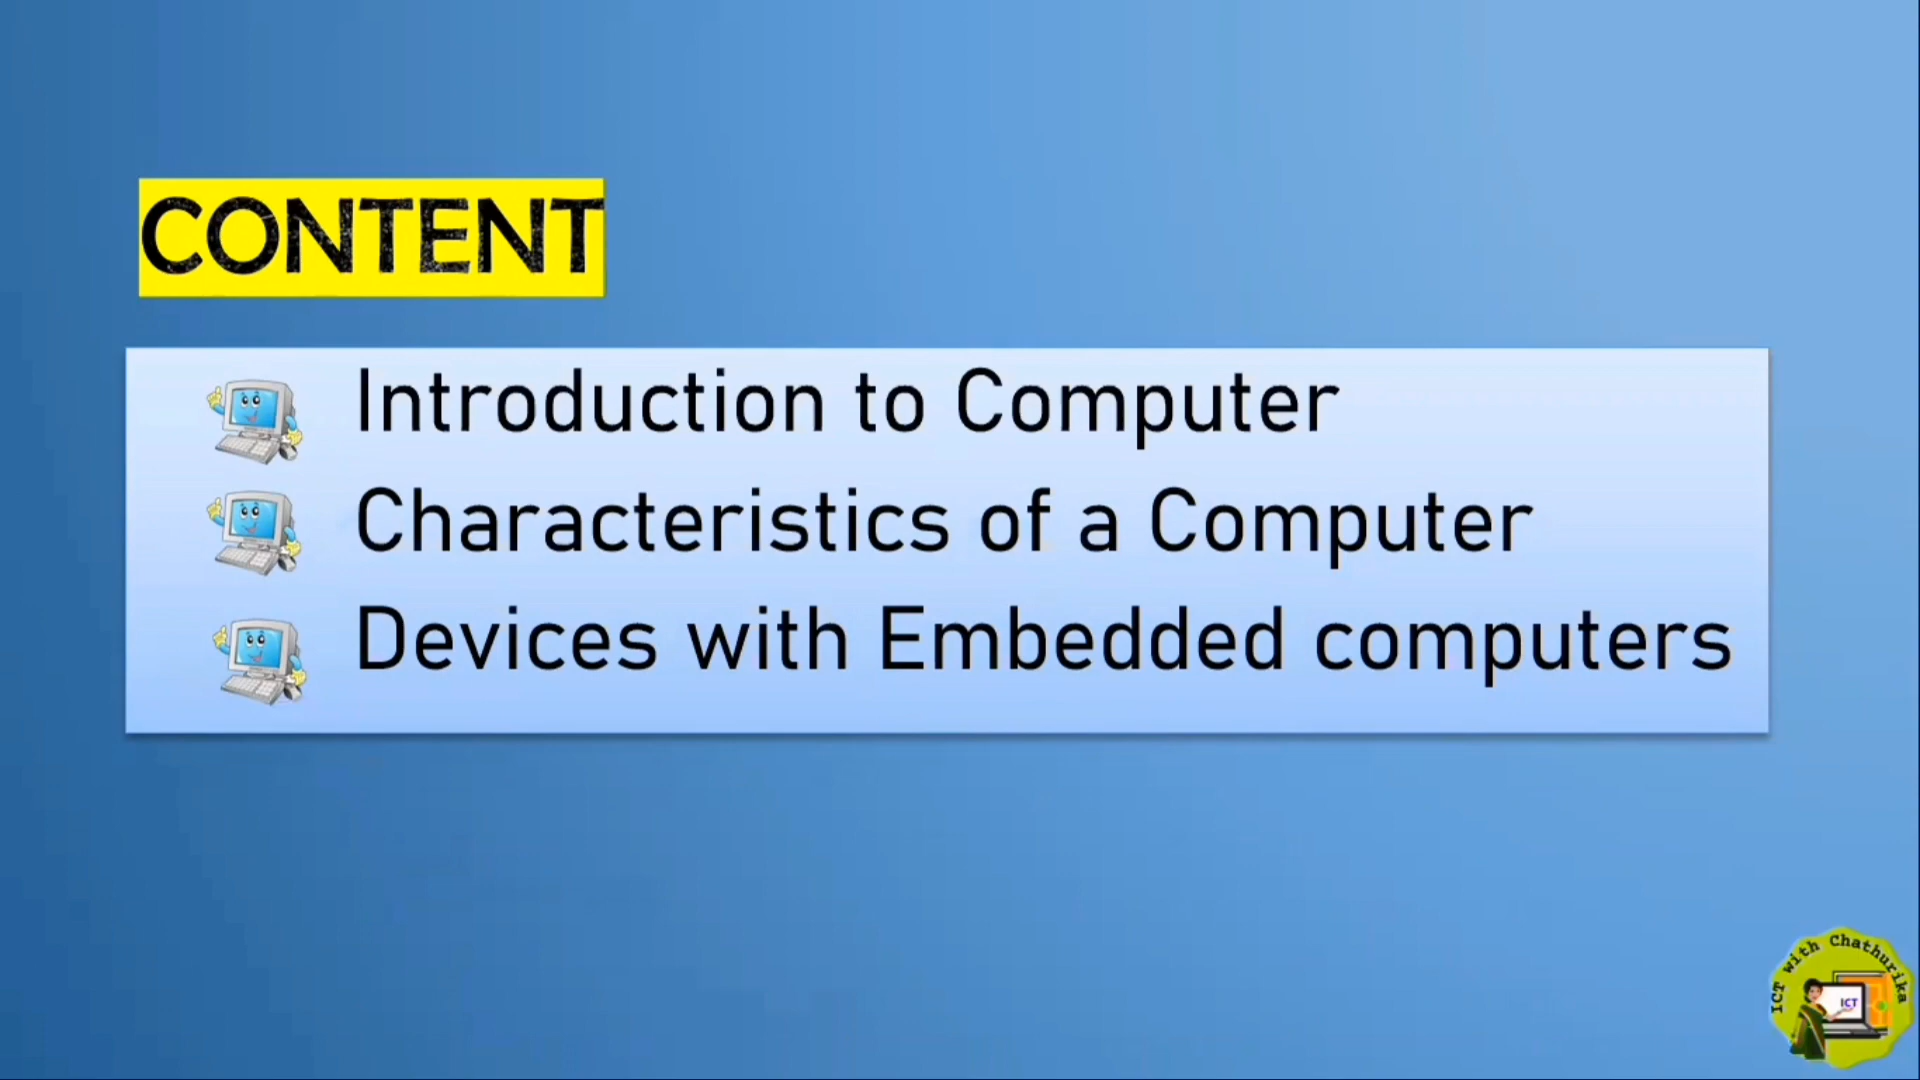 CONTENT
Introduction to Computer
Characteristics of a Computer
Devices with Embedded computers
ICT with Chathurika
ICT